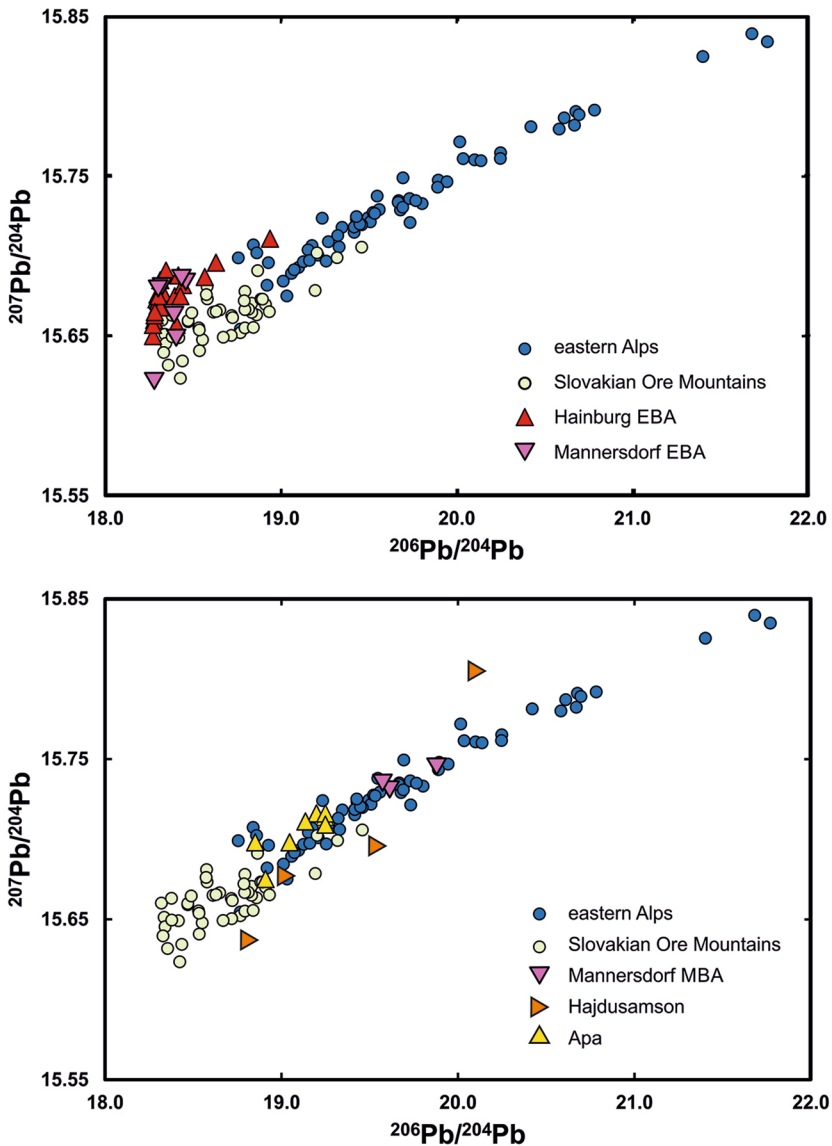 15.85
15.75
15.65
15.55
²⁰⁷Pb/²⁰⁴Pb
18.0 19.0 20.0 21.0 22.0
²⁰⁶Pb/²⁰⁴Pb
eastern Alps
Slovakian Ore Mountains
Hainburg EBA
Mannersdorf EBA
15.85
15.75
15.65
15.55
²⁰⁷Pb/²⁰⁴Pb
18.0 19.0 20.0 21.0 22.0
²⁰⁶Pb/²⁰⁴Pb
eastern Alps
Slovakian Ore Mountains
Mannersdorf MBA
Hajdusamson
Apa